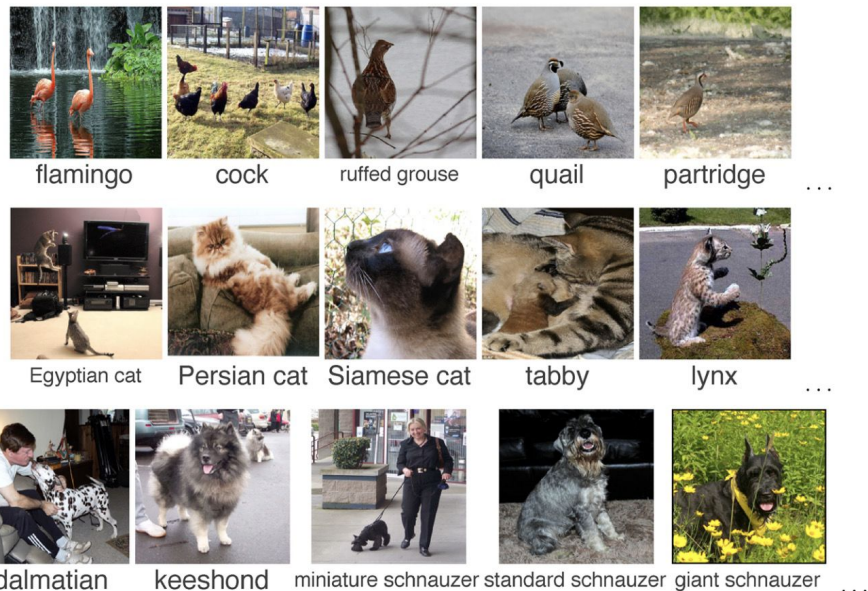 flamingo cock ruffed grouse quail partridge ...
Egyptian cat Persian cat Siamese cat tabby lynx ...
dalmatian keeshond miniature schnauzer standard schnauzer giant schnauzer ...